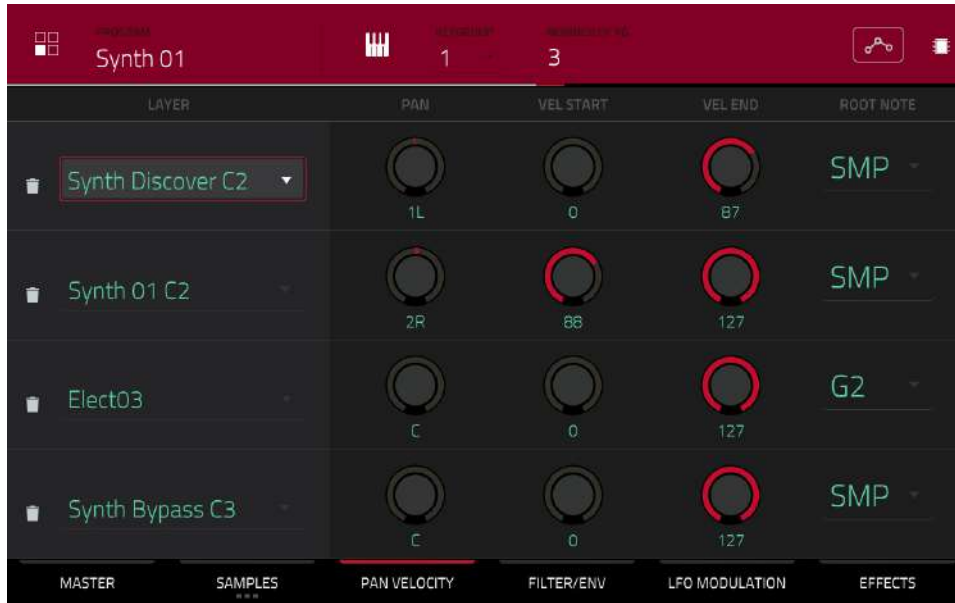 PROGRAM
Synth 01
1
3
LAYER PAN VEL START VEL END ROOT NOTE
Synth Discover C2 SMP
1L 0 87
Synth 01 C2 SMP
2R 88 127
Elect03 G2
C 0 127
Synth Bypass C3 SMP
C 0 127
MASTER SAMPLES PAN VELOCITY FILTER/ENV LFO MODULATION EFFECTS